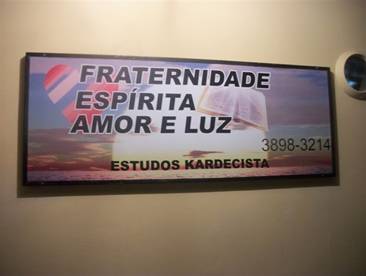 FRATERNIDADE
ESPÍRITA
AMOR E LUZ
3898-3214
ESTUDOS KARDECISTA